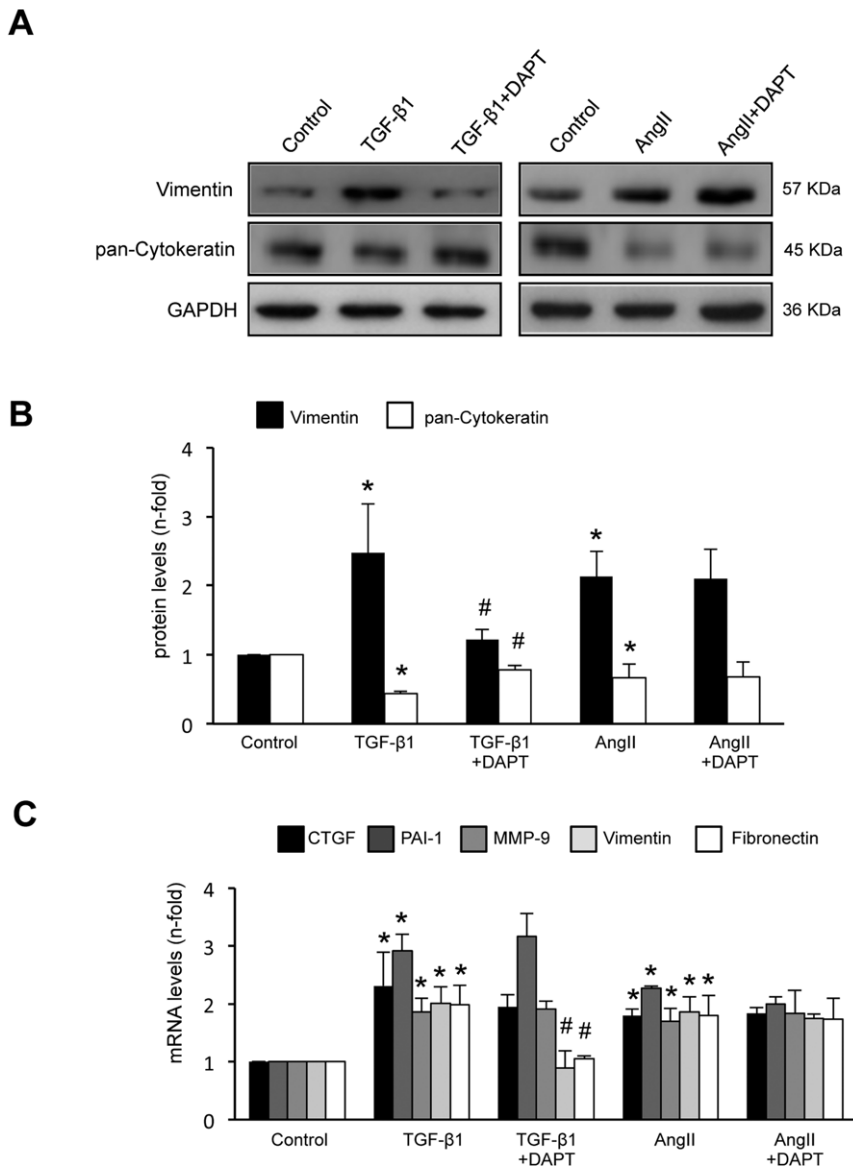 A
Control TGF-β1 TGF-β1+DAPT Control AngII AngII+DAPT
Vimentin 57 KDa
pan-Cytokeratin 45 KDa
GAPDH 36 KDa
B
Vimentin pan-Cytokeratin
protein levels (n-fold)
4
3
2
1
0
* * # # * *
Control TGF-β1 TGF-β1 +DAPT AngII AngII +DAPT
C
CTGF PAI-1 MMP-9 Vimentin Fibronectin
mRNA levels (n-fold)
4
3
2
1
0
* * * * * # # * * * * *
Control TGF-β1 TGF-β1 +DAPT AngII AngII +DAPT